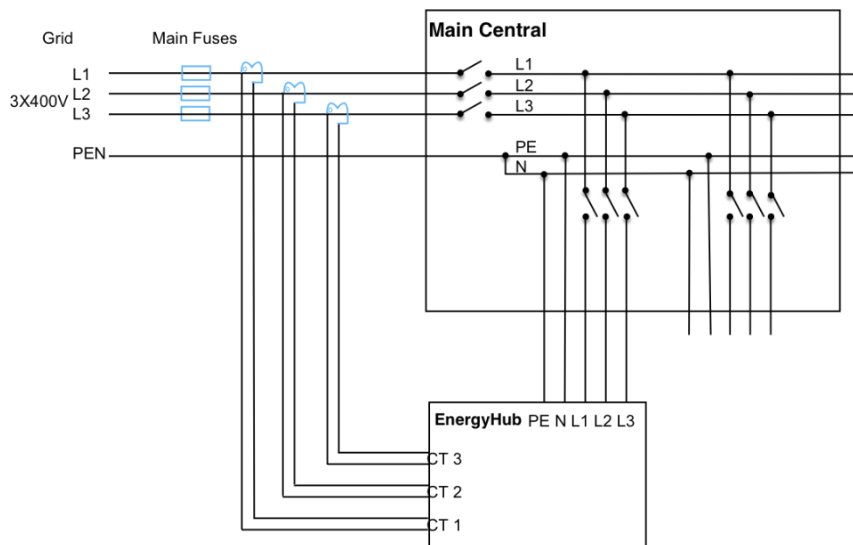 Main Central
Grid Main Fuses
L1 L1
L2 L2
3X400V
L3 L3
PEN PE
N
EnergyHub PE N L1 L2 L3
CT 3
CT 2
CT 1